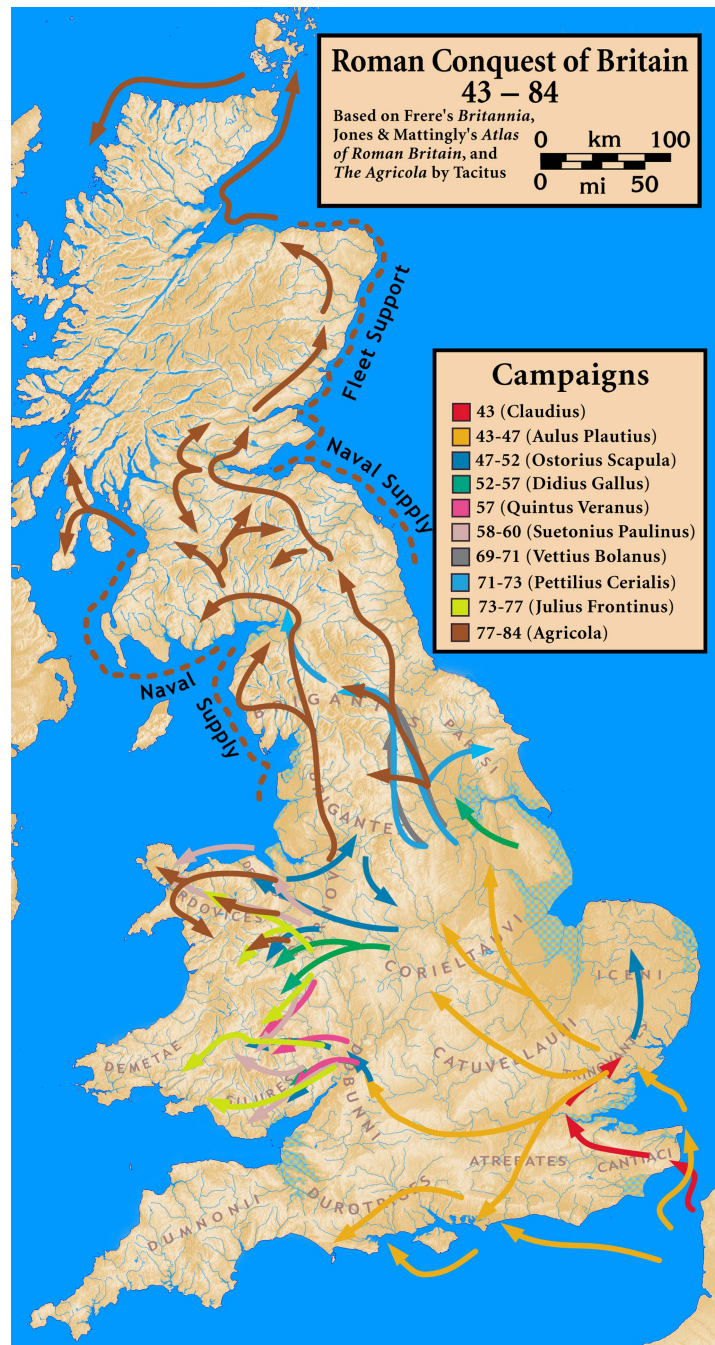 Roman Conquest of Britain
43 – 84
Based on Frere's Britannia,
Jones & Mattingly's Atlas
of Roman Britain, and
The Agricola by Tacitus
0 km 100
0 mi 50
Fleet Support
Campaigns
43 (Claudius)
43-47 (Aulus Plautius)
47-52 (Ostorius Scapula)
52-57 (Didius Gallus)
57 (Quintus Veranus)
58-60 (Suetonius Paulinus)
69-71 (Vettius Bolanus)
71-73 (Pettilius Cerialis)
73-77 (Julius Frontinus)
77-84 (Agricola)
Naval Supply
Naval
Supply
PARISI
CORIELTAUVI
ICENI
CATUVELLAUNI
TRINOVANTES
DEMETAE
SILURES
DOBUNNI
ATREBATES
CANTIACI
DUROTRIGES
DUMNONII